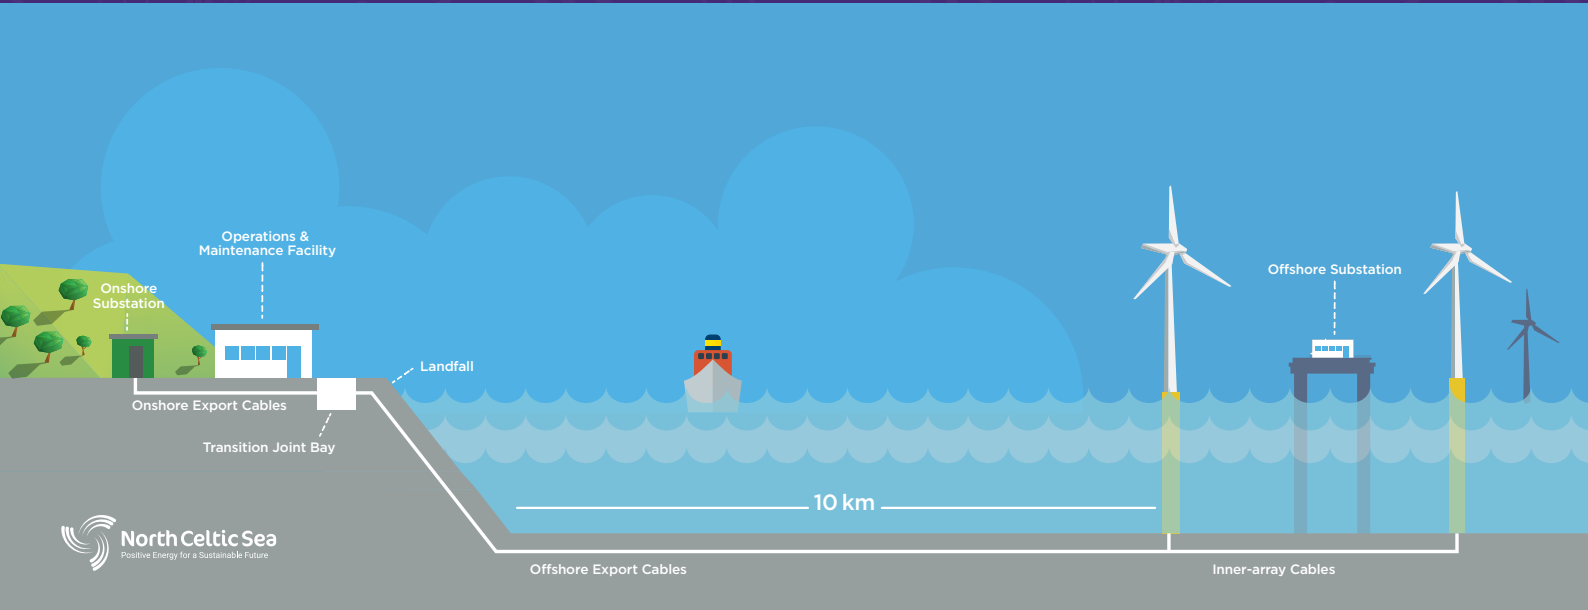 Operations &
Maintenance Facility
Onshore
Substation
Offshore Substation
Landfall
Onshore Export Cables
Transition Joint Bay
10 km
North Celtic Sea
Positive Energy for a Sustainable Future
Offshore Export Cables
Inner-array Cables